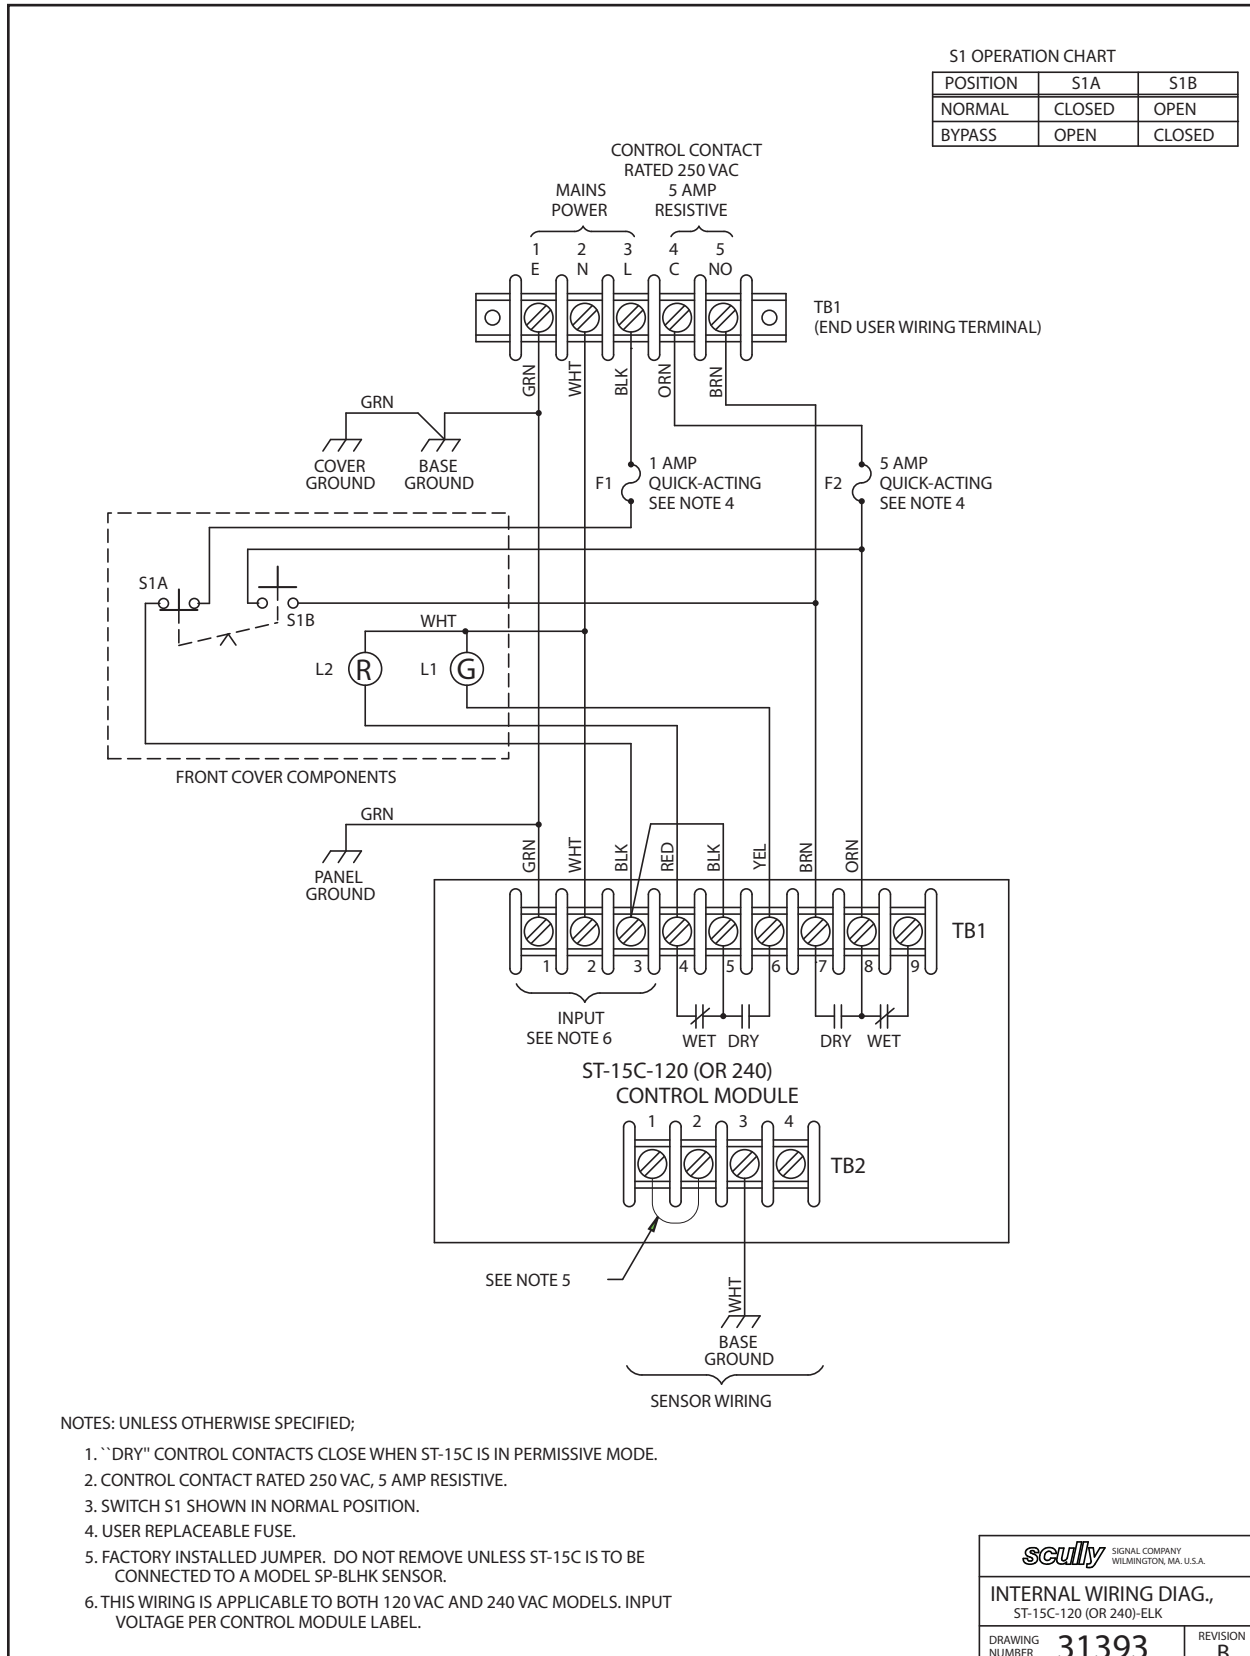 S1 OPERATION CHART
POSITION S1A S1B
NORMAL CLOSED OPEN
BYPASS OPEN CLOSED
CONTROL CONTACT
RATED 250 VAC
5 AMP
RESISTIVE
MAINS
POWER
1 2 3 4 5
E N L C NO
TB1
(END USER WIRING TERMINAL)
GRN WHT BLK ORN BRN
GRN
COVER
GROUND
BASE
GROUND
F1
1 AMP
QUICK-ACTING
SEE NOTE 4
F2
5 AMP
QUICK-ACTING
SEE NOTE 4
S1A
S1B
WHT
L2 R L1 G
FRONT COVER COMPONENTS
GRN
PANEL
GROUND
GRN WHT BLK RED BLK YEL BRN ORN
TB1
1 2 3 4 5 6 7 8 9
INPUT
SEE NOTE 6
WET DRY DRY WET
ST-15C-120 (OR 240)
CONTROL MODULE
1 2 3 4
TB2
SEE NOTE 5
WHT
BASE
GROUND
SENSOR WIRING
NOTES: UNLESS OTHERWISE SPECIFIED;
1. ``DRY" CONTROL CONTACTS CLOSE WHEN ST-15C IS IN PERMISSIVE MODE.
2. CONTROL CONTACT RATED 250 VAC, 5 AMP RESISTIVE.
3. SWITCH S1 SHOWN IN NORMAL POSITION.
4. USER REPLACEABLE FUSE.
5. FACTORY INSTALLED JUMPER. DO NOT REMOVE UNLESS ST-15C IS TO BE
CONNECTED TO A MODEL SP-BLHK SENSOR.
6. THIS WIRING IS APPLICABLE TO BOTH 120 VAC AND 240 VAC MODELS. INPUT
VOLTAGE PER CONTROL MODULE LABEL.
scully SIGNAL COMPANY
WILMINGTON, MA. U.S.A.
INTERNAL WIRING DIAG.,
ST-15C-120 (OR 240)-ELK
DRAWING
NUMBER 31393
REVISION
B